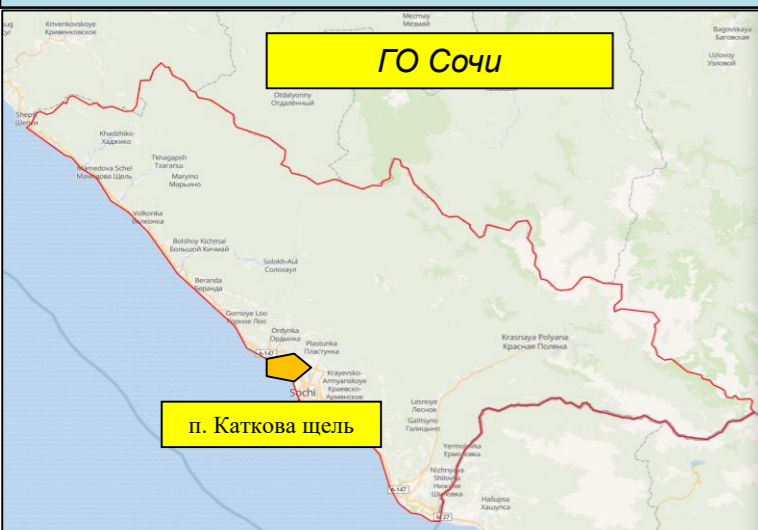 Mezmay
Мезмай
Krivenkovskoye
Кривенковское
Bagovskaya
Баговская
ГО Сочи
Uzlovoy
Узловой
Otdalyonny
Отдалённый
Shepsi
Шепси
Khadzhiko
Хаджико
Tkhagapsh
Тхагапш
Mamedova Schel
Мамедова Щель
Maryino
Марьино
Volkonka
Волконка
Bolshoy Kichmai
Большой Кичмай
Solokh-Aul
Солохаул
Beranda
Беранда
Gornoye Loo
Горное Лоо
Ordynka
Ордынка
Plastunka
Пластунка
Krasnaya Polyana
Красная Поляна
A-147
Krayevsko-
Armyanskoye
Краевско-
Армянское
Sochi
Lesnoye
Лесное
п. Каткова щель
Galitsyno
Галицыно
Yermolovka
Ермоловка
Nizhnyaya
Shilovka
Нижняя
Шиловка
A-147
Hашupsa
Хашупса